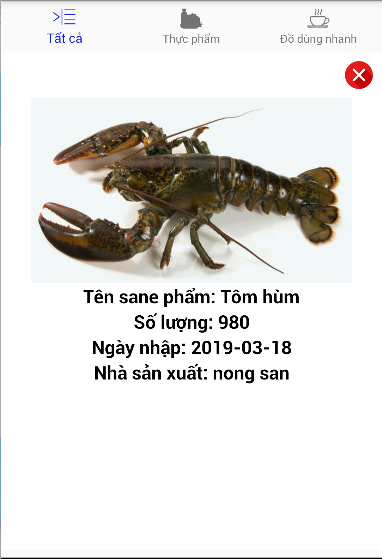 Tất cả
Thực phẩm
Đồ dùng nhanh
Tên sane phẩm: Tôm hùm
Số lượng: 980
Ngày nhập: 2019-03-18
Nhà sản xuất: nong san